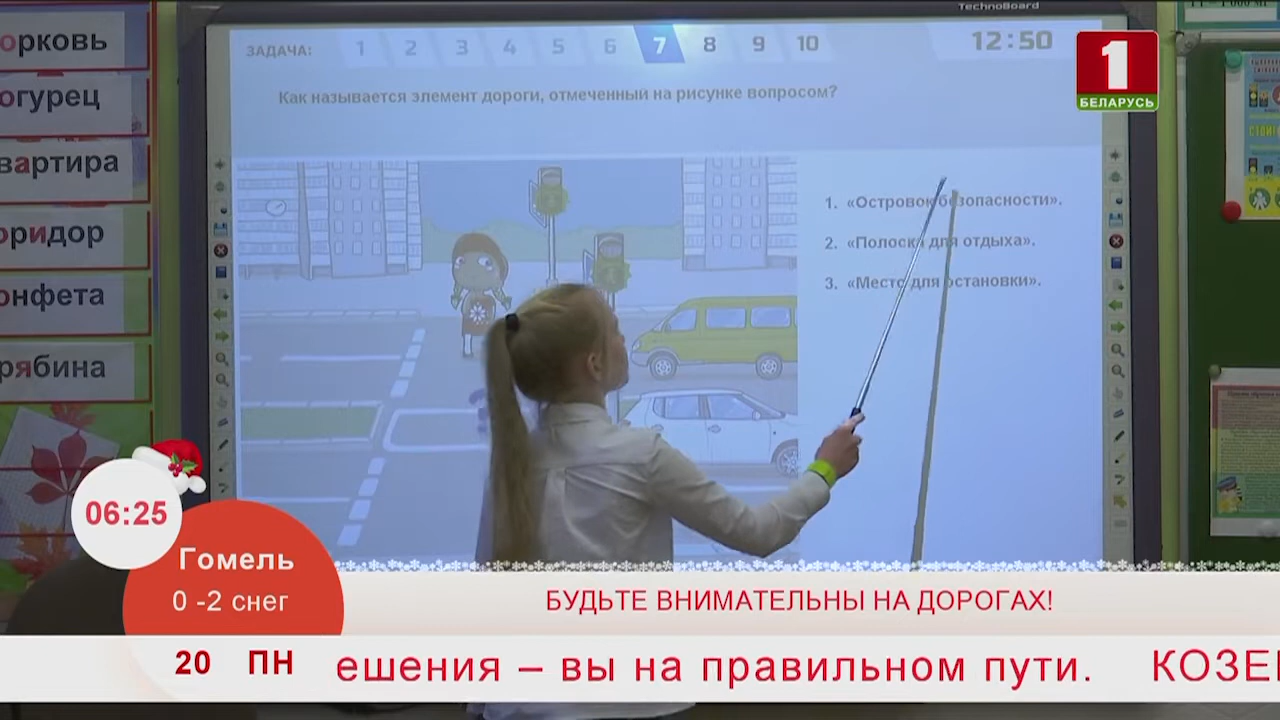 TechnoBoard
орковь
огурец
вартира
оридор
онфета
рябина
ЗАДАЧА: 1 2 3 4 5 6 7 8 9 10
12:50
1
БЕЛАРУСЬ
Как называется элемент дороги, отмеченный на рисунке вопросом?
1. «Островок безопасности».
2. «Полоска для отдыха».
3. «Место для остановки».
06:25
Гомель
0 -2 снег
БУДЬТЕ ВНИМАТЕЛЬНЫ НА ДОРОГАХ!
20 ПН
ешения – вы на правильном пути. КОЗЕ